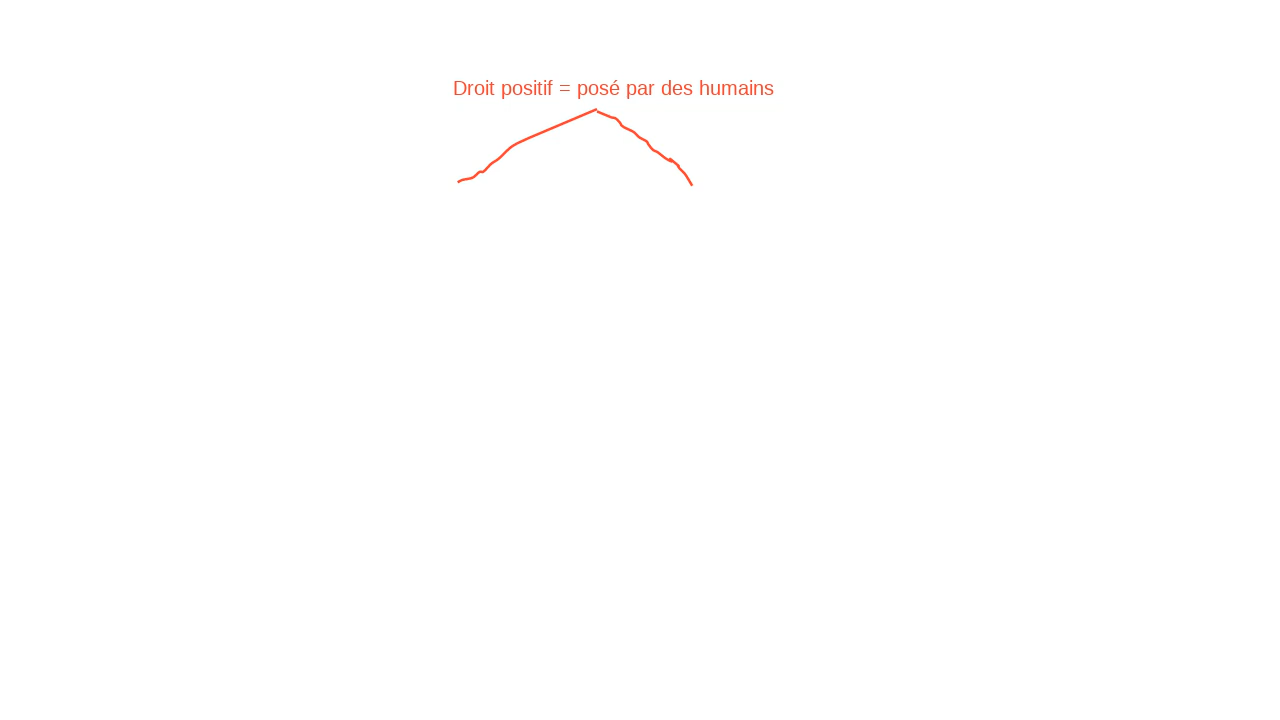 Droit positif = posé par des humains